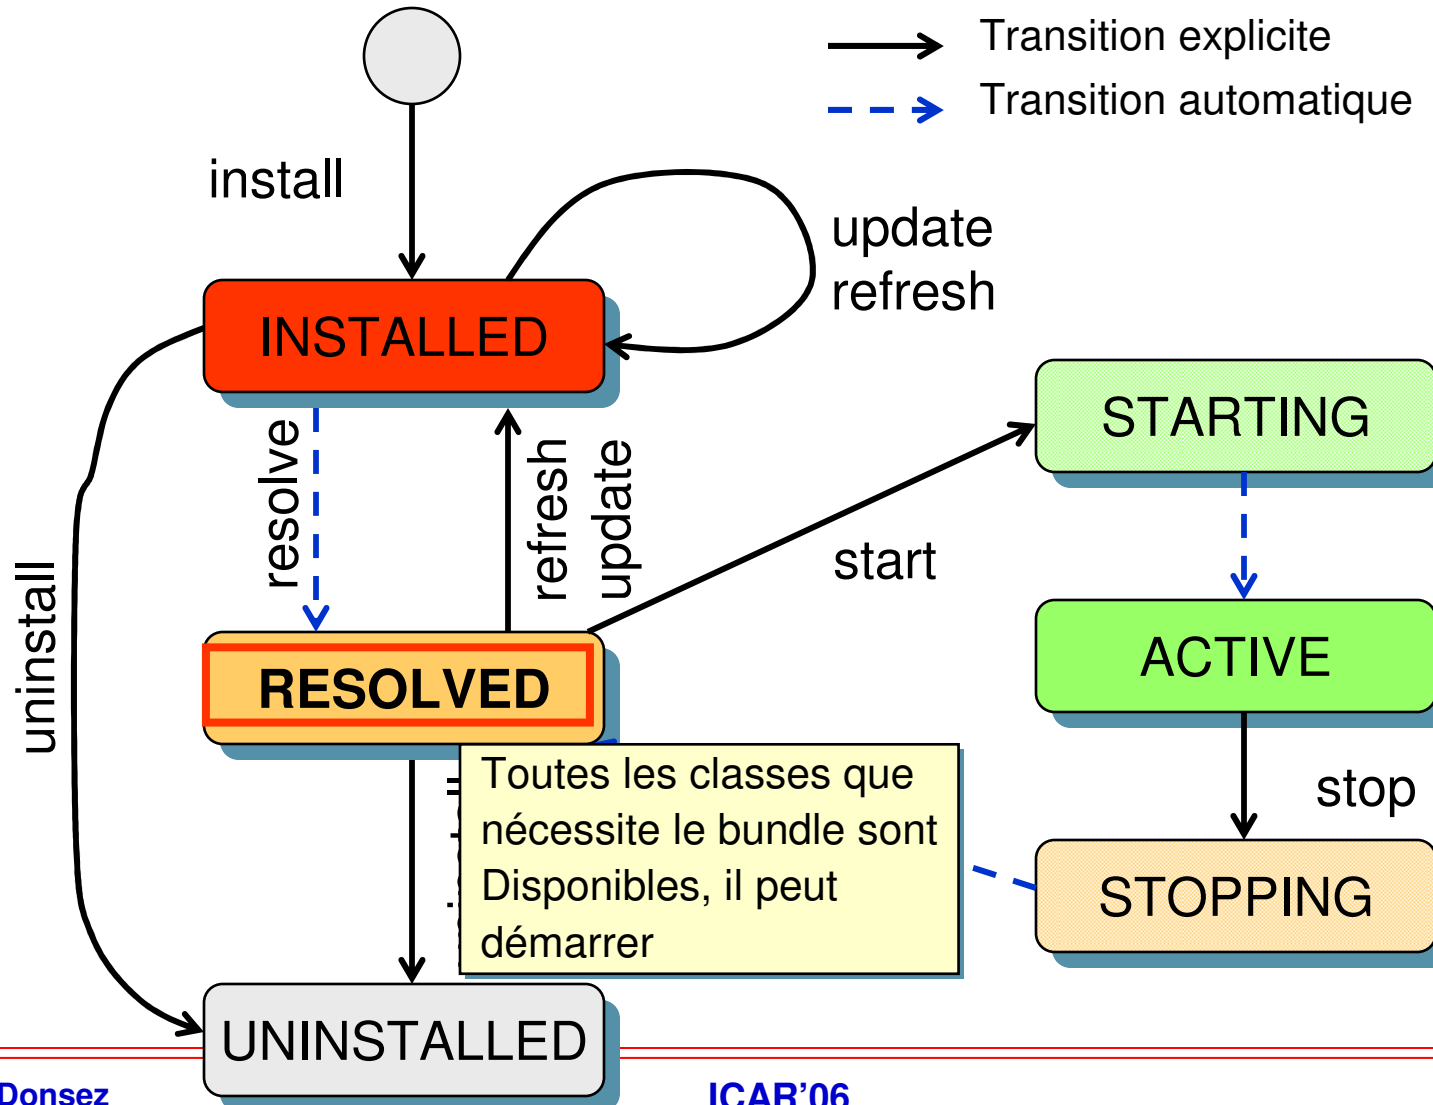 Transition explicite
Transition automatique
install
update
refresh
INSTALLED
STARTING
resolve
refresh
update
start
uninstall
ACTIVE
RESOLVED
Toutes les classes que
nécessite le bundle sont
Disponibles, il peut
démarrer
stop
STOPPING
UNINSTALLED
Donsez
ICAR'06